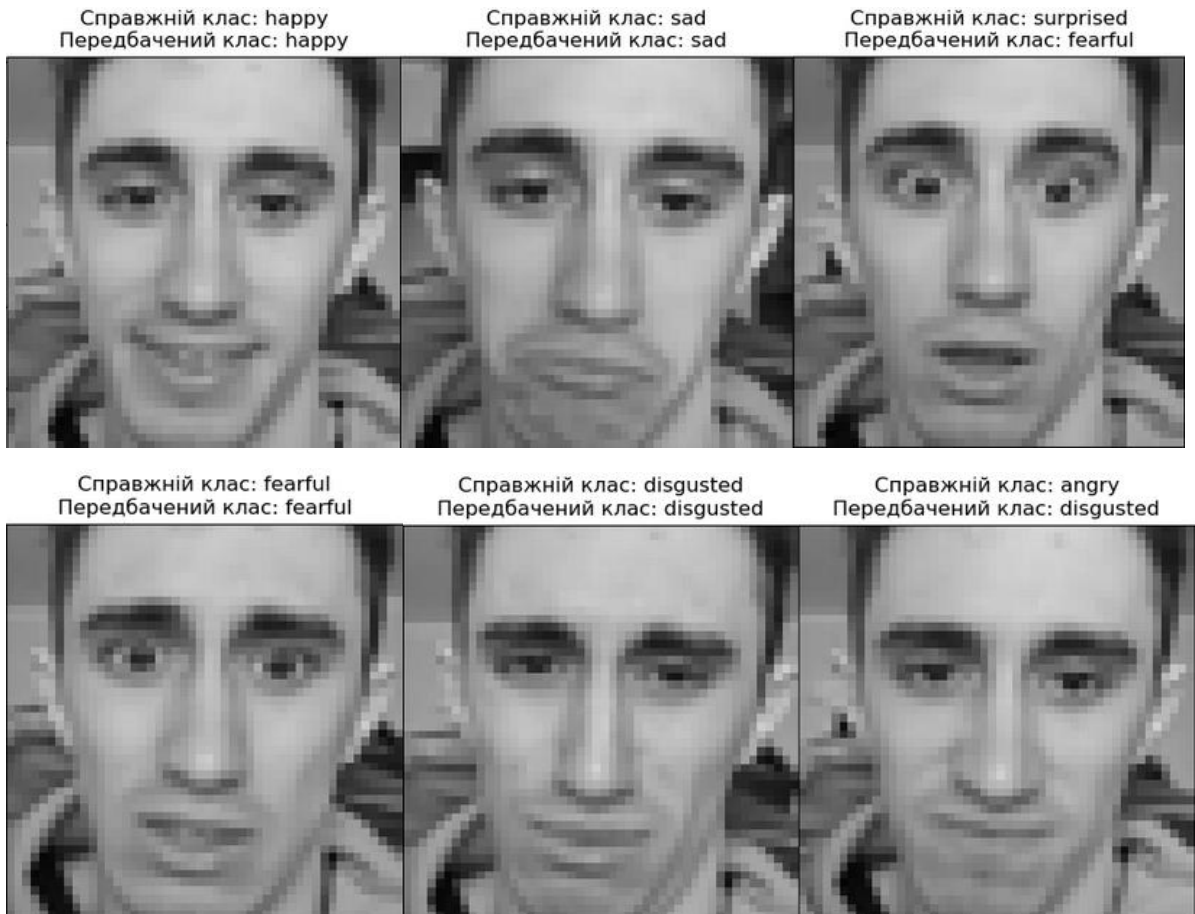 Справжній клас: happy
Передбачений клас: happy
Справжній клас: sad
Передбачений клас: sad
Справжній клас: surprised
Передбачений клас: fearful
Справжній клас: fearful
Передбачений клас: fearful
Справжній клас: disgusted
Передбачений клас: disgusted
Справжній клас: angry
Передбачений клас: disgusted